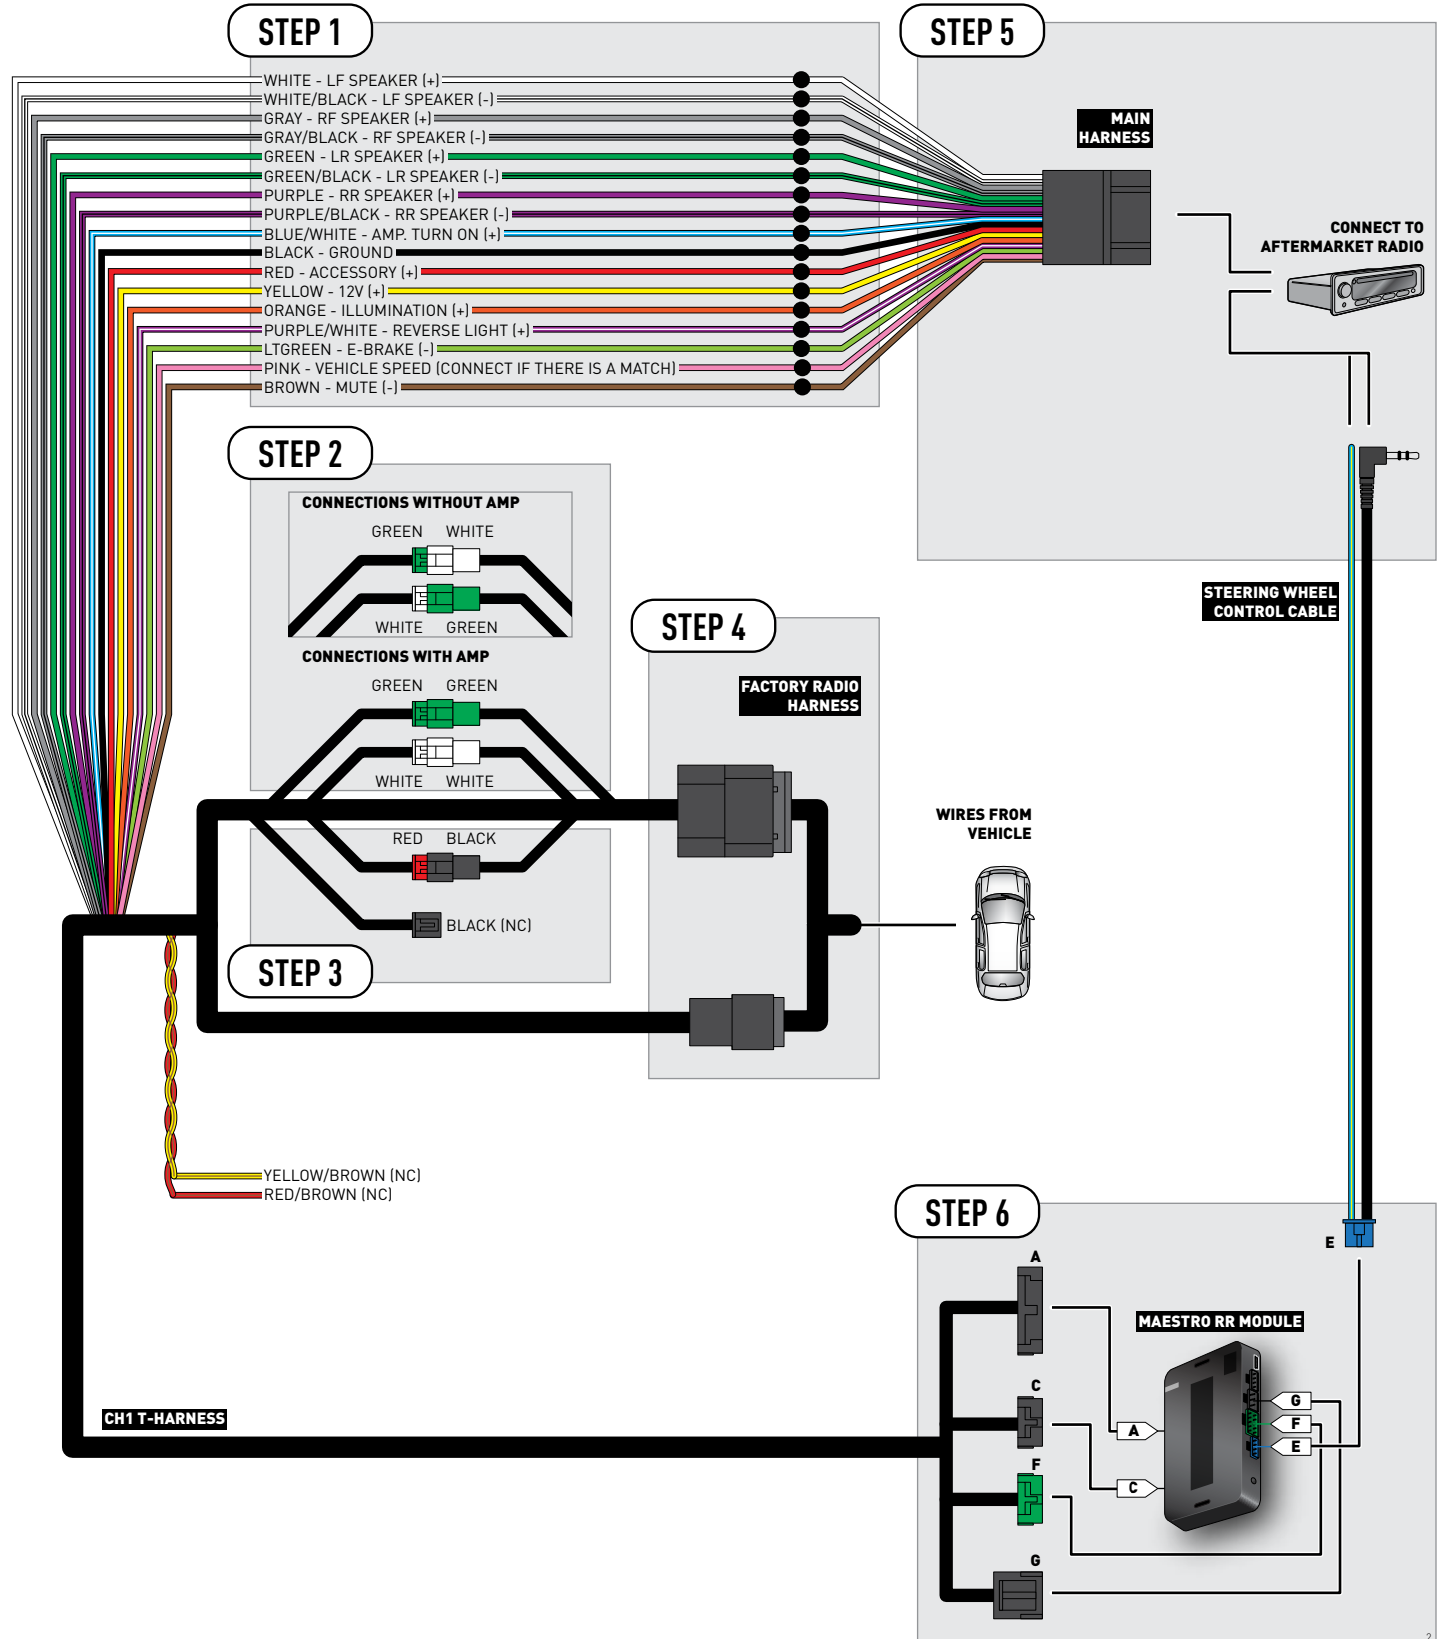 STEP 1
WHITE - LF SPEAKER (+)
WHITE/BLACK - LF SPEAKER (-)
GRAY - RF SPEAKER (+)
GRAY/BLACK - RF SPEAKER (-)
GREEN - LR SPEAKER (+)
GREEN/BLACK - LR SPEAKER (-)
PURPLE - RR SPEAKER (+)
PURPLE/BLACK - RR SPEAKER (-)
BLUE/WHITE - AMP. TURN ON (+)
BLACK - GROUND
RED - ACCESSORY (+)
YELLOW - 12V (+)
ORANGE - ILLUMINATION (+)
PURPLE/WHITE - REVERSE LIGHT (+)
LTGREEN - E-BRAKE (-)
PINK - VEHICLE SPEED (CONNECT IF THERE IS A MATCH)
BROWN - MUTE (-)
STEP 5
MAIN
HARNESS
CONNECT TO
AFTERMARKET RADIO
STEERING WHEEL
CONTROL CABLE
STEP 2
CONNECTIONS WITHOUT AMP
GREEN WHITE
WHITE GREEN
CONNECTIONS WITH AMP
GREEN GREEN
WHITE WHITE
RED BLACK
BLACK (NC)
STEP 3
STEP 4
FACTORY RADIO
HARNESS
WIRES FROM
VEHICLE
YELLOW/BROWN (NC)
RED/BROWN (NC)
CH1 T-HARNESS
STEP 6
E
A
MAESTRO RR MODULE
C
G
F
A
E
F
C
G
2